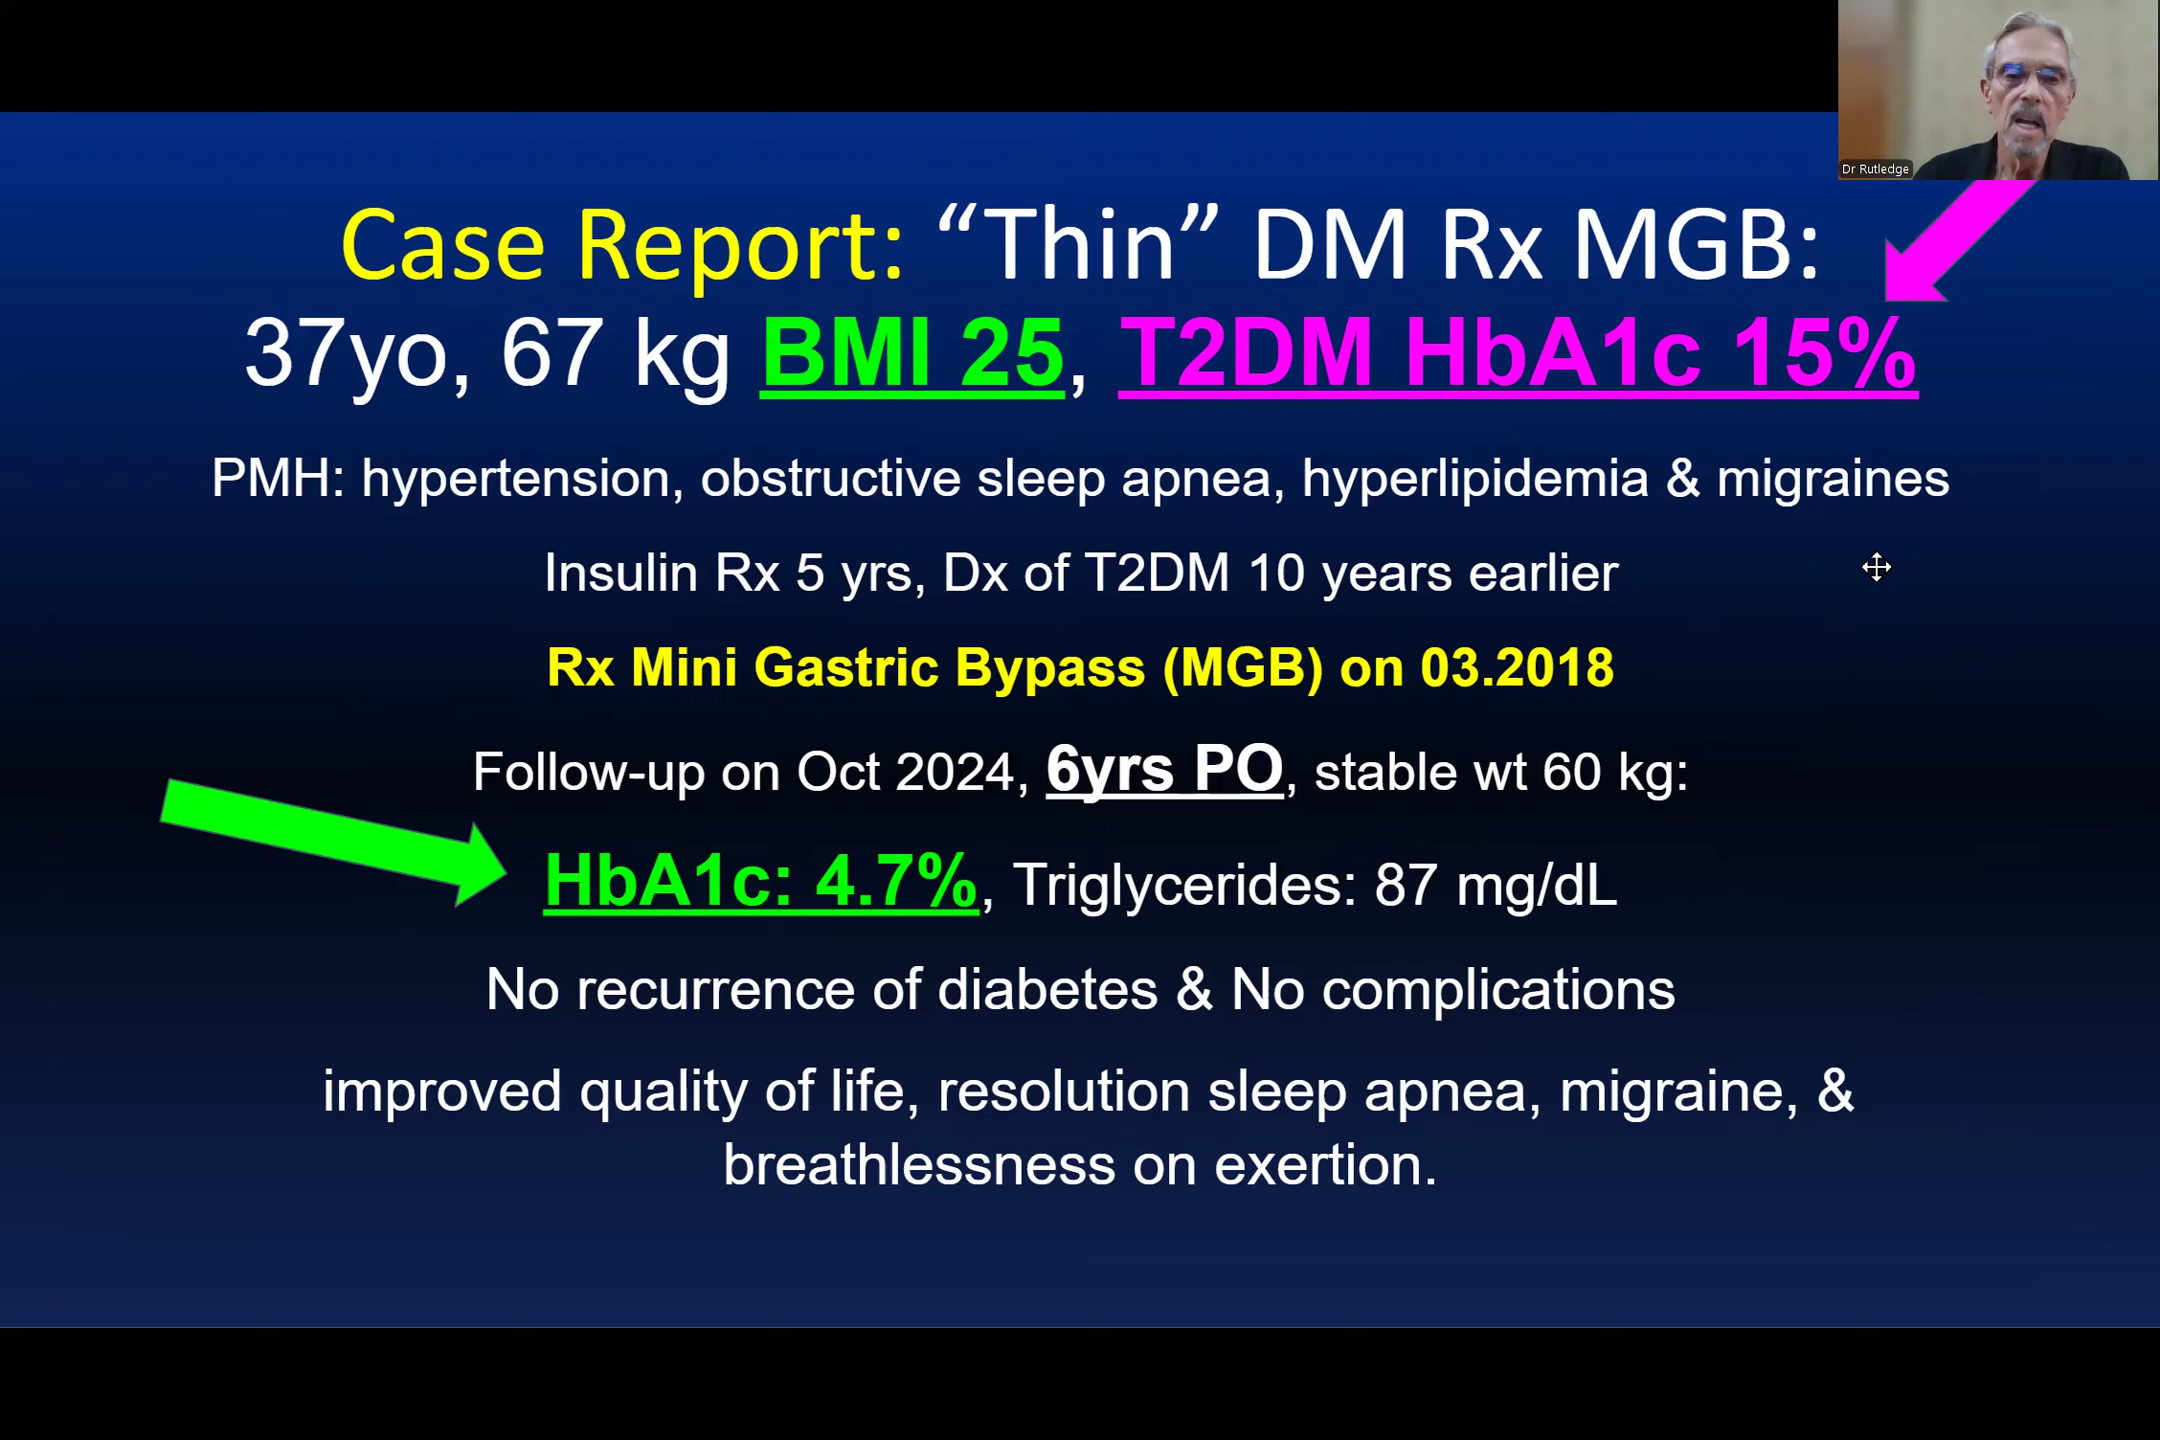 Dr Rutledge
Case Report: “Thin” DM Rx MGB:
37yo, 67 kg BMI 25, T2DM HbA1c 15%
PMH: hypertension, obstructive sleep apnea, hyperlipidemia & migraines
Insulin Rx 5 yrs, Dx of T2DM 10 years earlier
Rx Mini Gastric Bypass (MGB) on 03.2018
Follow-up on Oct 2024, 6yrs PO, stable wt 60 kg:
HbA1c: 4.7%, Triglycerides: 87 mg/dL
No recurrence of diabetes & No complications
improved quality of life, resolution sleep apnea, migraine, &
breathlessness on exertion.